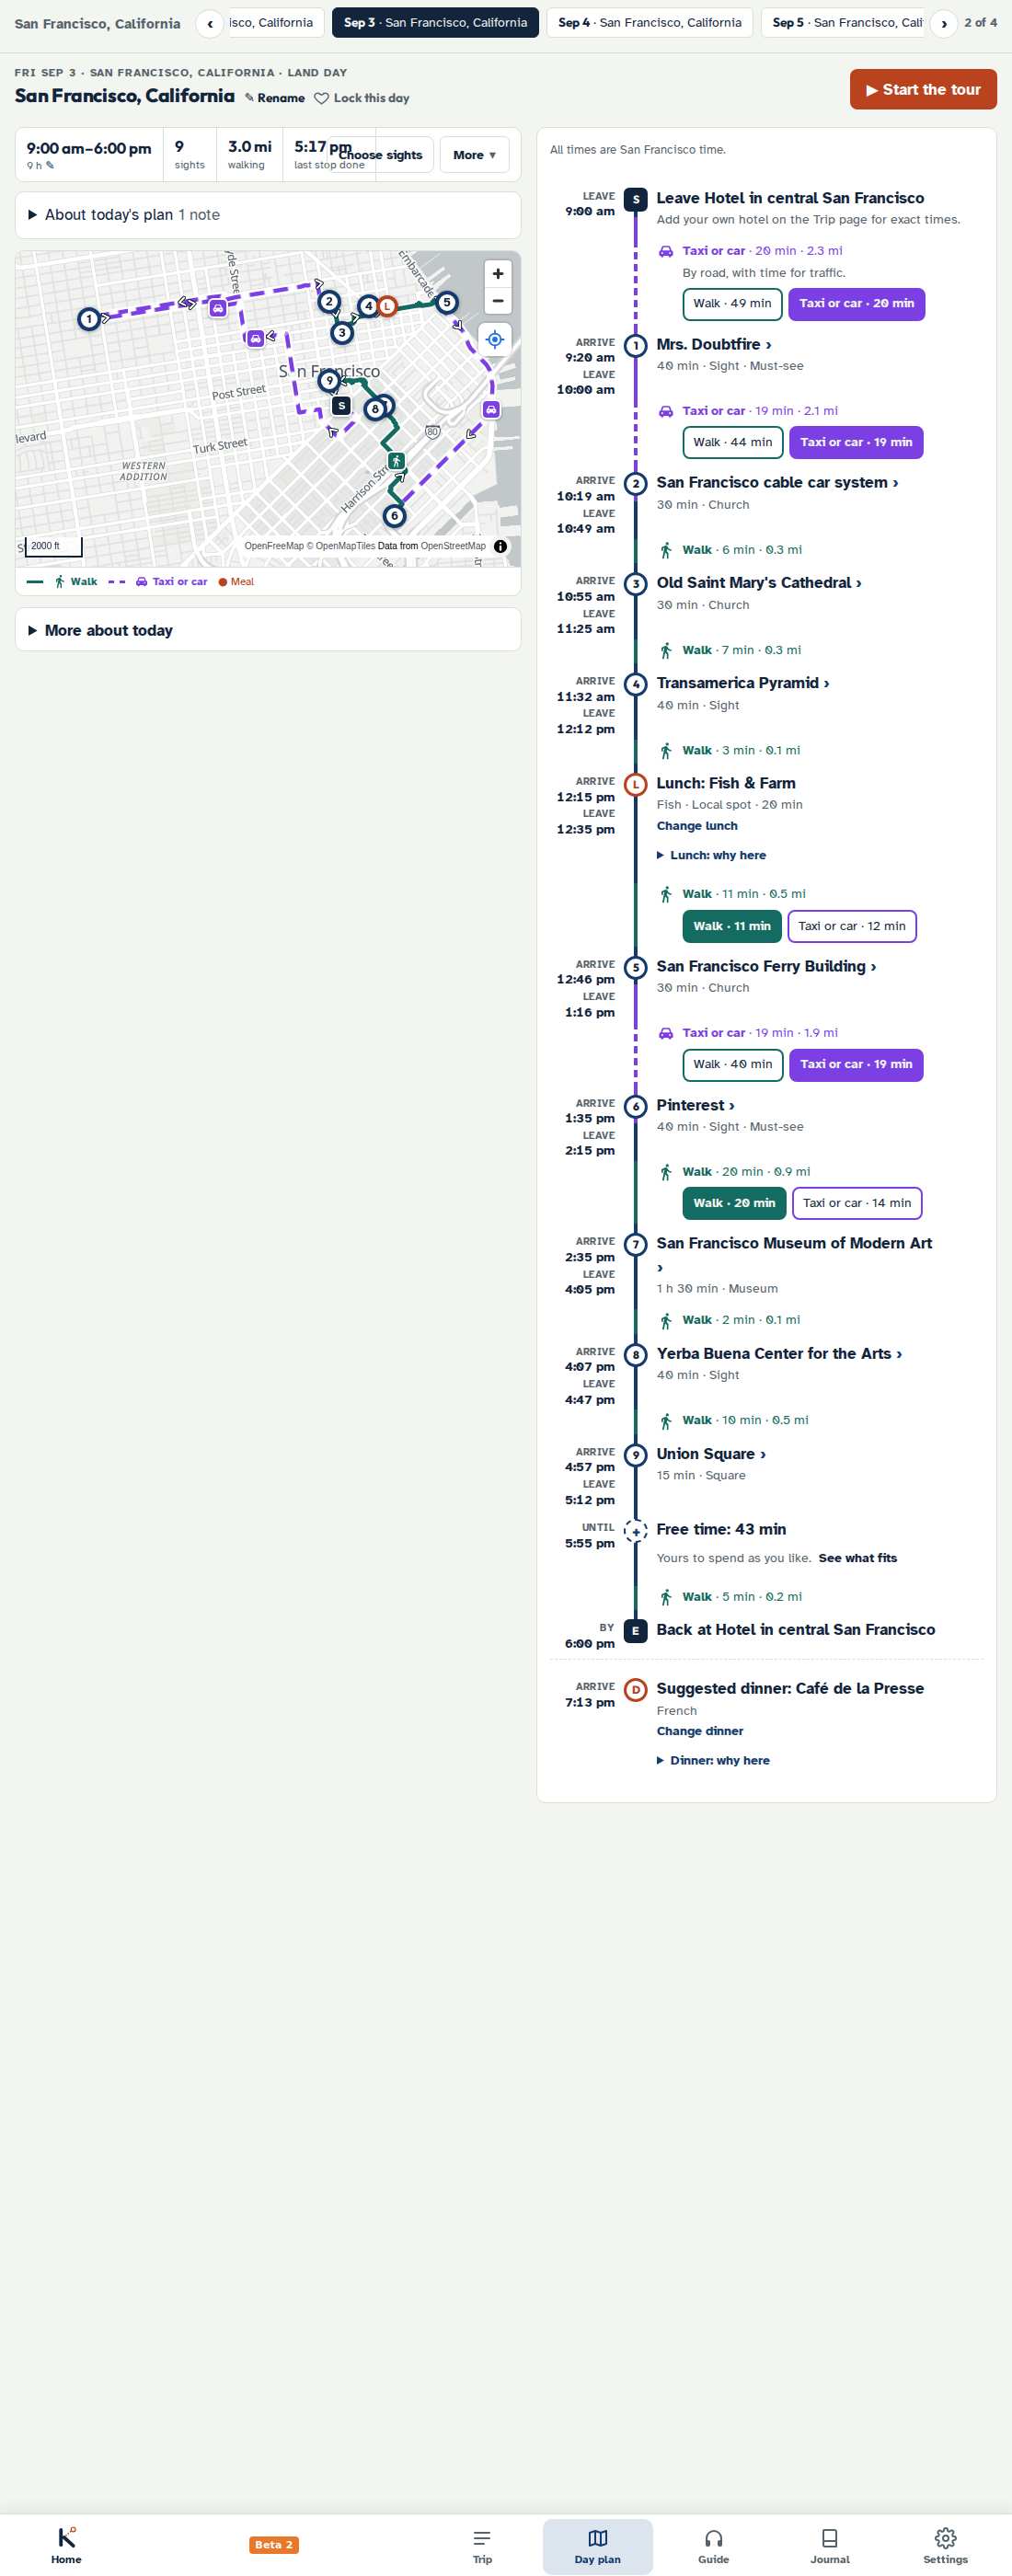 San Francisco, California
‹
isco, California
Sep 3 · San Francisco, California
Sep 4 · San Francisco, California
Sep 5 · San Francisco, Cali
›
2 of 4
FRI SEP 3 · SAN FRANCISCO, CALIFORNIA · LAND DAY
San Francisco, California
✎ Rename
Lock this day
▶ Start the tour
9:00 am–6:00 pm
9 h ✎
9
sights
3.0 mi
walking
5:17 pm
last stop done
Choose sights
More ▾
▶ About today's plan 1 note
Embarcade
Post Street
Turk Street
levard
WESTERN
ADDITION
80
1
2
3
4
L
5
9
S
8
6
+
−
2000 ft
OpenFreeMap © OpenMapTiles Data from OpenStreetMap
Walk
Taxi or car
Meal
▶ More about today
All times are San Francisco time.
LEAVE
9:00 am
S
Leave Hotel in central San Francisco
Add your own hotel on the Trip page for exact times.
Taxi or car · 20 min · 2.3 mi
By road, with time for traffic.
Walk · 49 min
Taxi or car · 20 min
ARRIVE
9:20 am
LEAVE
10:00 am
1
Mrs. Doubtfire ›
40 min · Sight · Must-see
Taxi or car · 19 min · 2.1 mi
Walk · 44 min
Taxi or car · 19 min
ARRIVE
10:19 am
LEAVE
10:49 am
2
San Francisco cable car system ›
30 min · Church
Walk · 6 min · 0.3 mi
ARRIVE
10:55 am
LEAVE
11:25 am
3
Old Saint Mary's Cathedral ›
30 min · Church
Walk · 7 min · 0.3 mi
ARRIVE
11:32 am
LEAVE
12:12 pm
4
Transamerica Pyramid ›
40 min · Sight
Walk · 3 min · 0.1 mi
ARRIVE
12:15 pm
LEAVE
12:35 pm
L
Lunch: Fish & Farm
Fish · Local spot · 20 min
Change lunch
▶ Lunch: why here
Walk · 11 min · 0.5 mi
Walk · 11 min
Taxi or car · 12 min
ARRIVE
12:46 pm
LEAVE
1:16 pm
5
San Francisco Ferry Building ›
30 min · Church
Taxi or car · 19 min · 1.9 mi
Walk · 40 min
Taxi or car · 19 min
ARRIVE
1:35 pm
LEAVE
2:15 pm
6
Pinterest ›
40 min · Sight · Must-see
Walk · 20 min · 0.9 mi
Walk · 20 min
Taxi or car · 14 min
ARRIVE
2:35 pm
LEAVE
4:05 pm
7
San Francisco Museum of Modern Art
›
1 h 30 min · Museum
Walk · 2 min · 0.1 mi
ARRIVE
4:07 pm
LEAVE
4:47 pm
8
Yerba Buena Center for the Arts ›
40 min · Sight
Walk · 10 min · 0.5 mi
ARRIVE
4:57 pm
LEAVE
5:12 pm
9
Union Square ›
15 min · Square
UNTIL
5:55 pm
+
Free time: 43 min
Yours to spend as you like. See what fits
Walk · 5 min · 0.2 mi
BY
6:00 pm
E
Back at Hotel in central San Francisco
ARRIVE
7:13 pm
D
Suggested dinner: Café de la Presse
French
Change dinner
▶ Dinner: why here
Home
Beta 2
Trip
Day plan
Guide
Journal
Settings